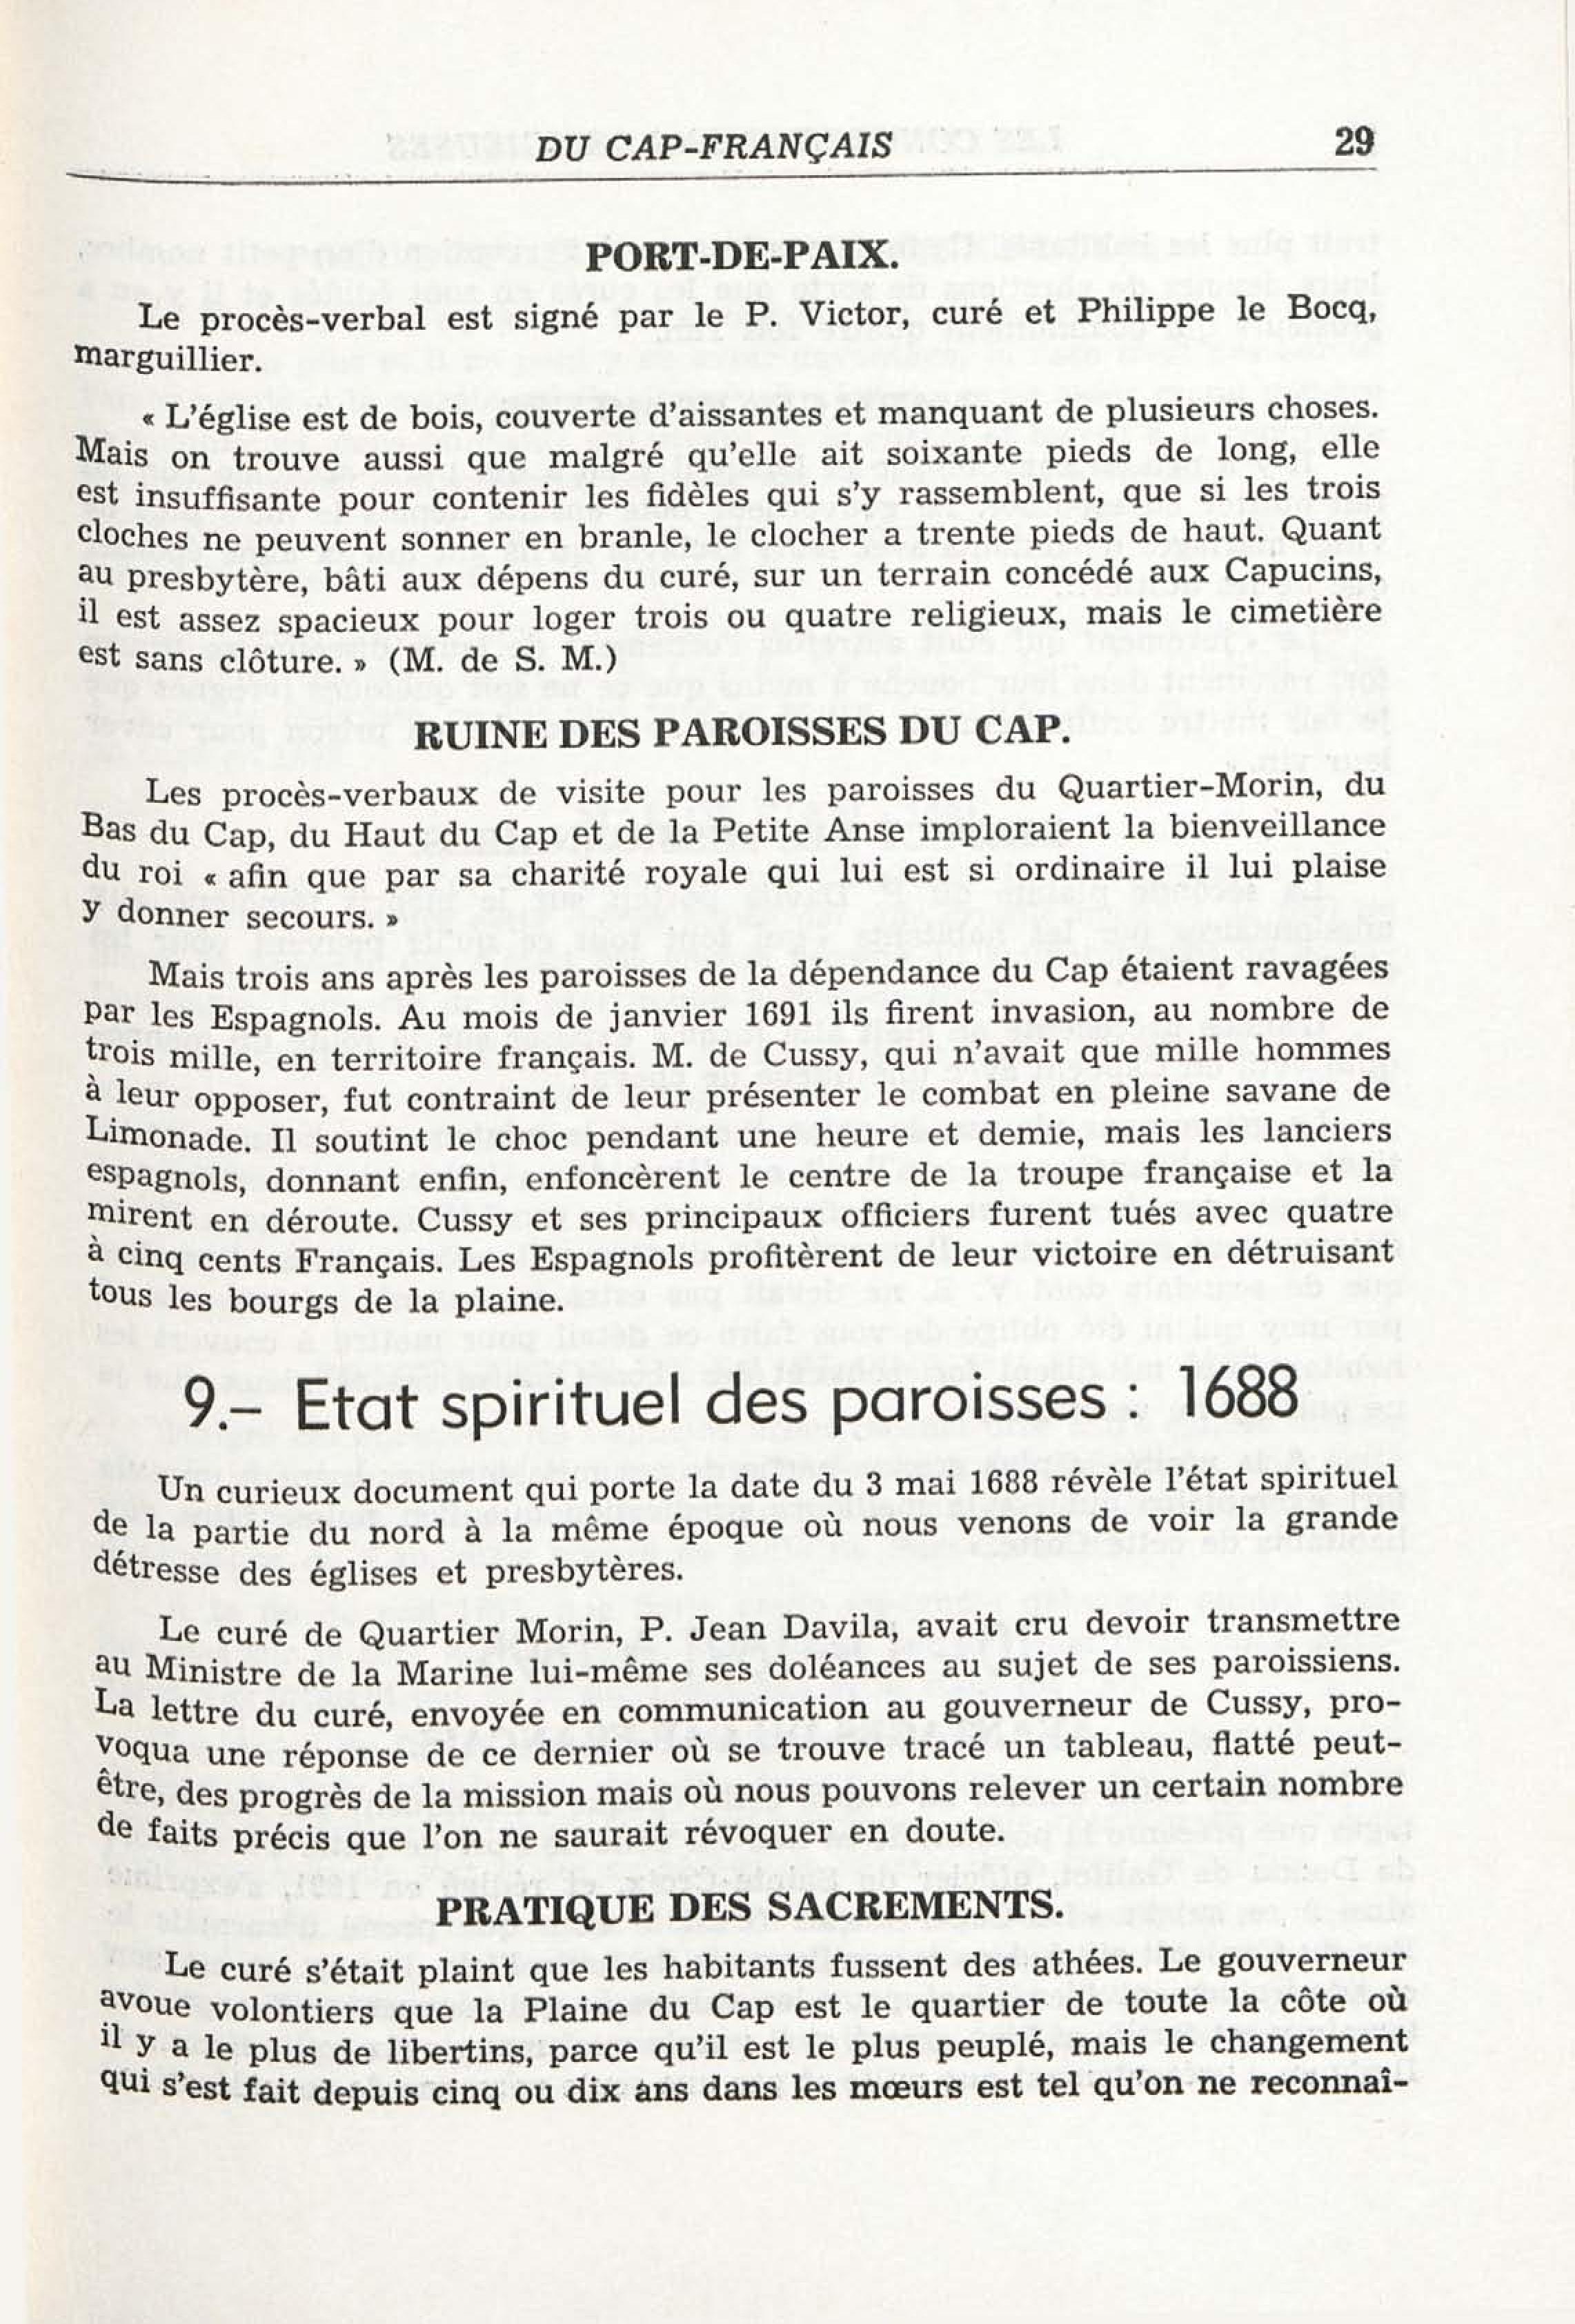 DU CAP-FRANÇAIS 29
PORT-DE-PAIX.
Le procès-verbal est signé par le P. Victor, curé et Philippe le Bocq,
marguillier.
« L'église est de bois, couverte d'aissantes et manquant de plusieurs choses.
Mais on trouve aussi que malgré qu'elle ait soixante pieds de long, elle
est insuffisante pour contenir les fidèles qui s'y rassemblent, que si les trois
cloches ne peuvent sonner en branle, le clocher a trente pieds de haut. Quant
au presbytère, bâti aux dépens du curé, sur un terrain concédé aux Capucins,
il est assez spacieux pour loger trois ou quatre religieux, mais le cimetière
est sans clôture. » (M. de S. M.)
RUINE DES PAROISSES DU CAP.
Les procès-verbaux de visite pour les paroisses du Quartier-Morin, du
Bas du Cap, du Haut du Cap et de la Petite Anse imploraient la bienveillance
du roi « afin que par sa charité royale qui lui est si ordinaire il lui plaise
y donner secours. »
Mais trois ans après les paroisses de la dépendance du Cap étaient ravagées
par les Espagnols. Au mois de janvier 1691 ils firent invasion, au nombre de
trois mille, en territoire français. M. de Cussy, qui n'avait que mille hommes
à leur opposer, fut contraint de leur présenter le combat en pleine savane de
Limonade. Il soutint le choc pendant une heure et demie, mais les lanciers
espagnols, donnant enfin, enfoncèrent le centre de la troupe française et la
mirent en déroute. Cussy et ses principaux officiers furent tués avec quatre
à cinq cents Français. Les Espagnols profitèrent de leur victoire en détruisant
tous les bourgs de la plaine.
9.– Etat spirituel des paroisses : 1688
Un curieux document qui porte la date du 3 mai 1688 révèle l'état spirituel
de la partie du nord à la même époque où nous venons de voir la grande
détresse des églises et presbytères.
Le curé de Quartier Morin, P. Jean Davila, avait cru devoir transmettre
au Ministre de la Marine lui-même ses doléances au sujet de ses paroissiens.
La lettre du curé, envoyée en communication au gouverneur de Cussy, pro-
voqua une réponse de ce dernier où se trouve tracé un tableau, flatté peut-
être, des progrès de la mission mais où nous pouvons relever un certain nombre
de faits précis que l'on ne saurait révoquer en doute.
PRATIQUE DES SACREMENTS.
Le curé s'était plaint que les habitants fussent des athées. Le gouverneur
avoue volontiers que la Plaine du Cap est le quartier de toute la côte où
il y a le plus de libertins, parce qu'il est le plus peuplé, mais le changement
qui s'est fait depuis cinq ou dix ans dans les mœurs est tel qu'on ne reconnaî-